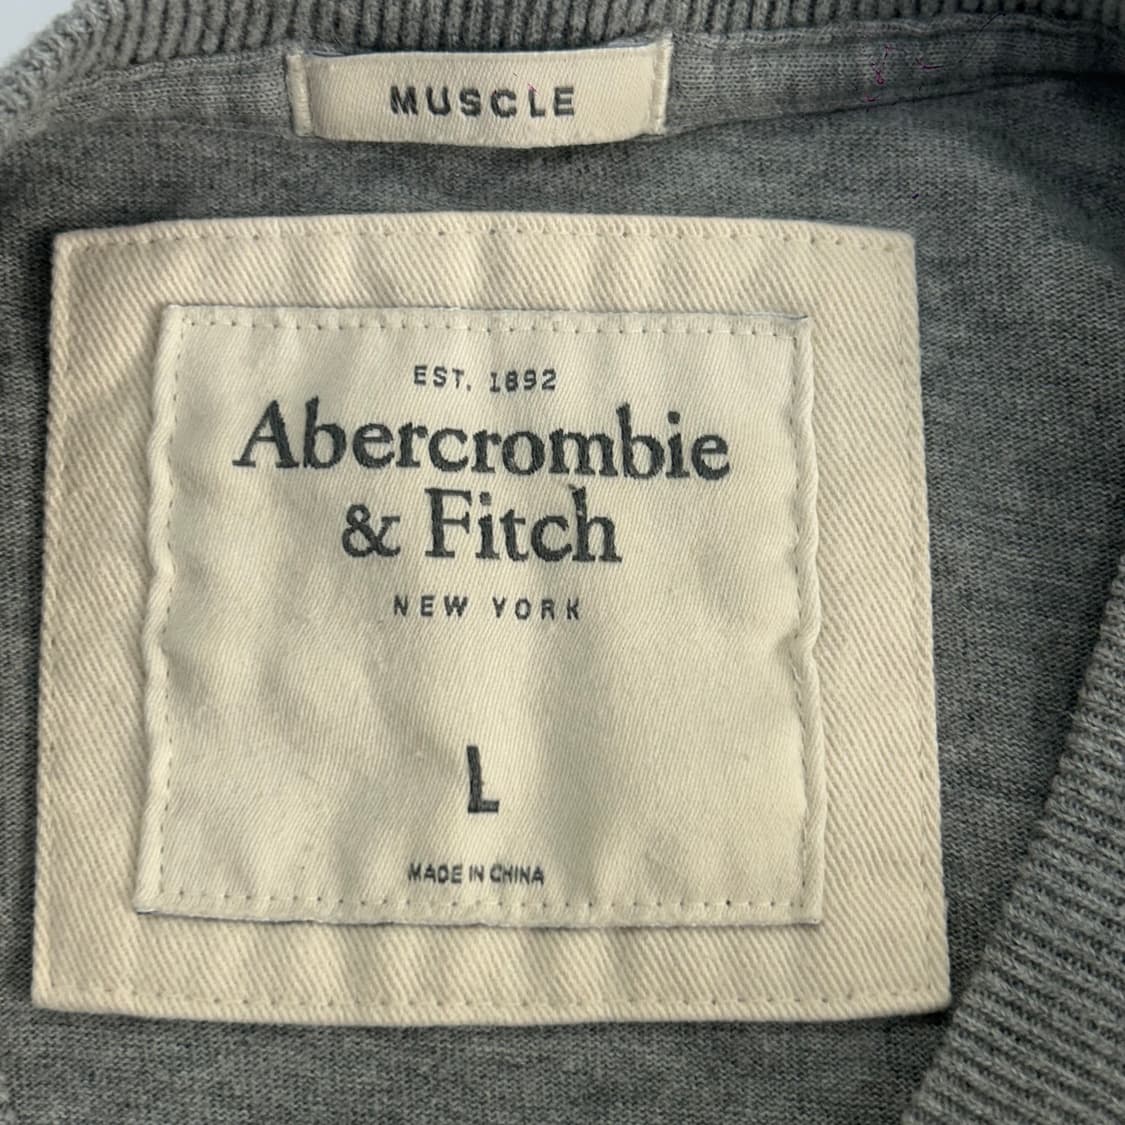 MUSCLE
EST. 1892
Abercrombie
& Fitch
NEW YORK
L
MADE IN CHINA